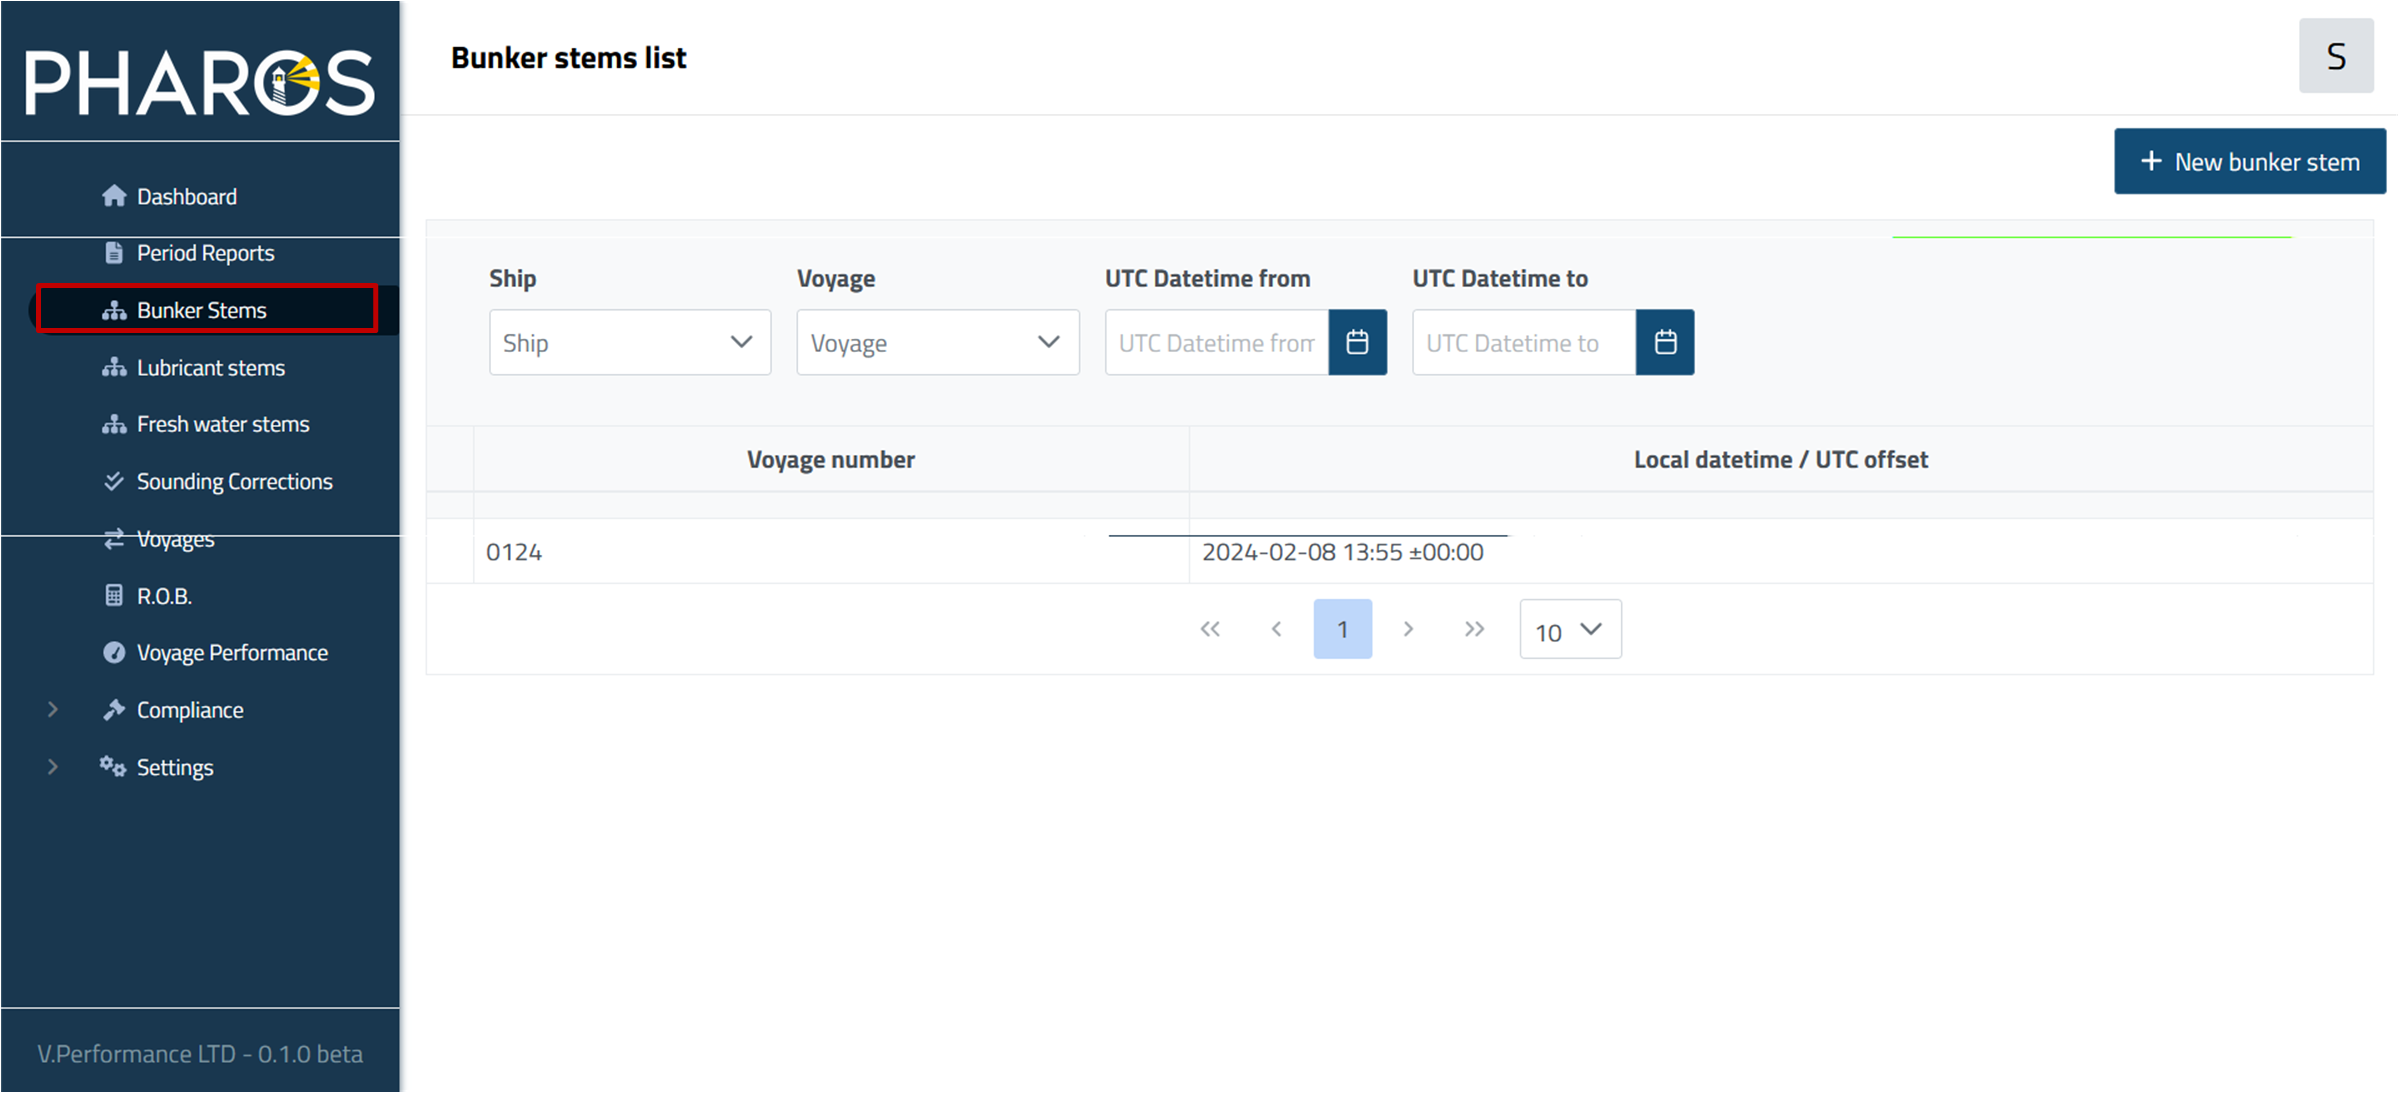 PHAROS
Bunker stems list
S
New bunker stem
Dashboard
Period Reports
Bunker Stems
Lubricant stems
Fresh water stems
Sounding Corrections
Voyages
R.O.B.
Voyage Performance
Compliance
Settings
V.Performance LTD - 0.1.0 beta
Ship Voyage UTC Datetime from UTC Datetime to
Ship Voyage UTC Datetime from UTC Datetime to
Voyage number Local datetime / UTC offset
0124 2024-02-08 13:55 ±00:00
1 10